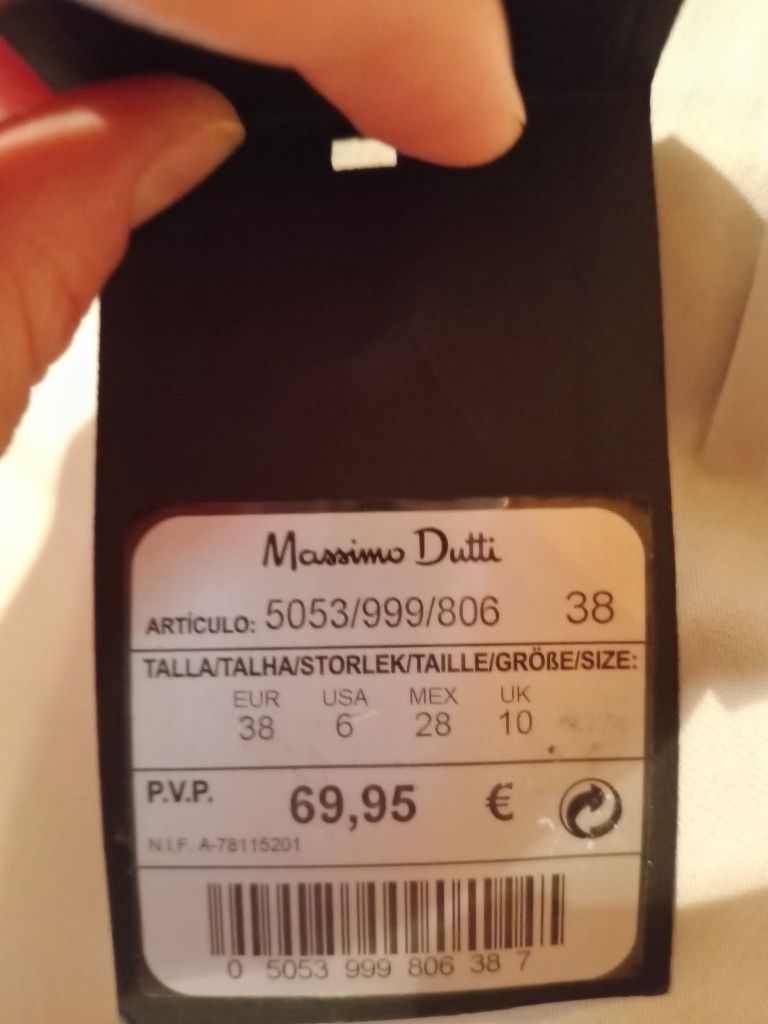 Massimo Dutti
ARTÍCULO: 5053/999/806 38
TALLA/TALHA/STORLEK/TAILLE/GRÖßE/SIZE:
EUR USA MEX UK
38 6 28 10
P.V.P. 69,95 €
N.I.F. A-78115201
0 5053 999 806 38 7